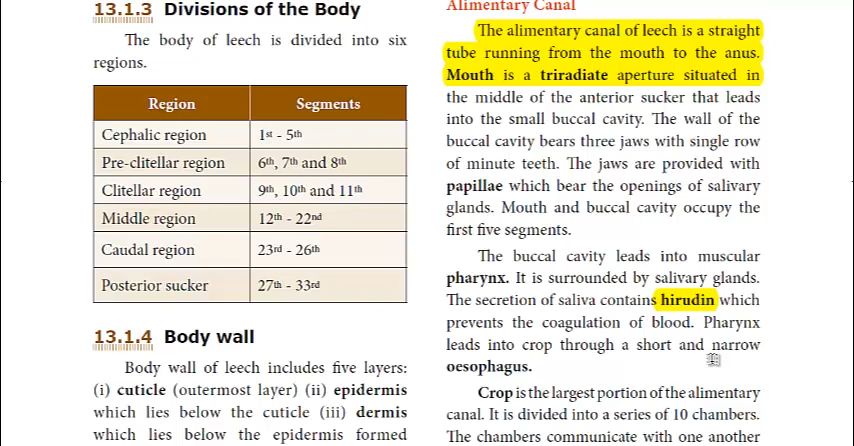 13.1.3 Divisions of the Body
The body of leech is divided into six
regions.
Region Segments
Cephalic region 1st - 5th
Pre-clitellar region 6th, 7th and 8th
Clitellar region 9th, 10th and 11th
Middle region 12th - 22nd
Caudal region 23rd - 26th
Posterior sucker 27th - 33rd
13.1.4 Body wall
Body wall of leech includes five layers:
(i) cuticle (outermost layer) (ii) epidermis
which lies below the cuticle (iii) dermis
which lies below the epidermis formed
Alimentary Canal
The alimentary canal of leech is a straight
tube running from the mouth to the anus.
Mouth is a triradiate aperture situated in
the middle of the anterior sucker that leads
into the small buccal cavity. The wall of the
buccal cavity bears three jaws with single row
of minute teeth. The jaws are provided with
papillae which bear the openings of salivary
glands. Mouth and buccal cavity occupy the
first five segments.
The buccal cavity leads into muscular
pharynx. It is surrounded by salivary glands.
The secretion of saliva contains hirudin which
prevents the coagulation of blood. Pharynx
leads into crop through a short and narrow
oesophagus.
Crop is the largest portion of the alimentary
canal. It is divided into a series of 10 chambers.
The chambers communicate with one another